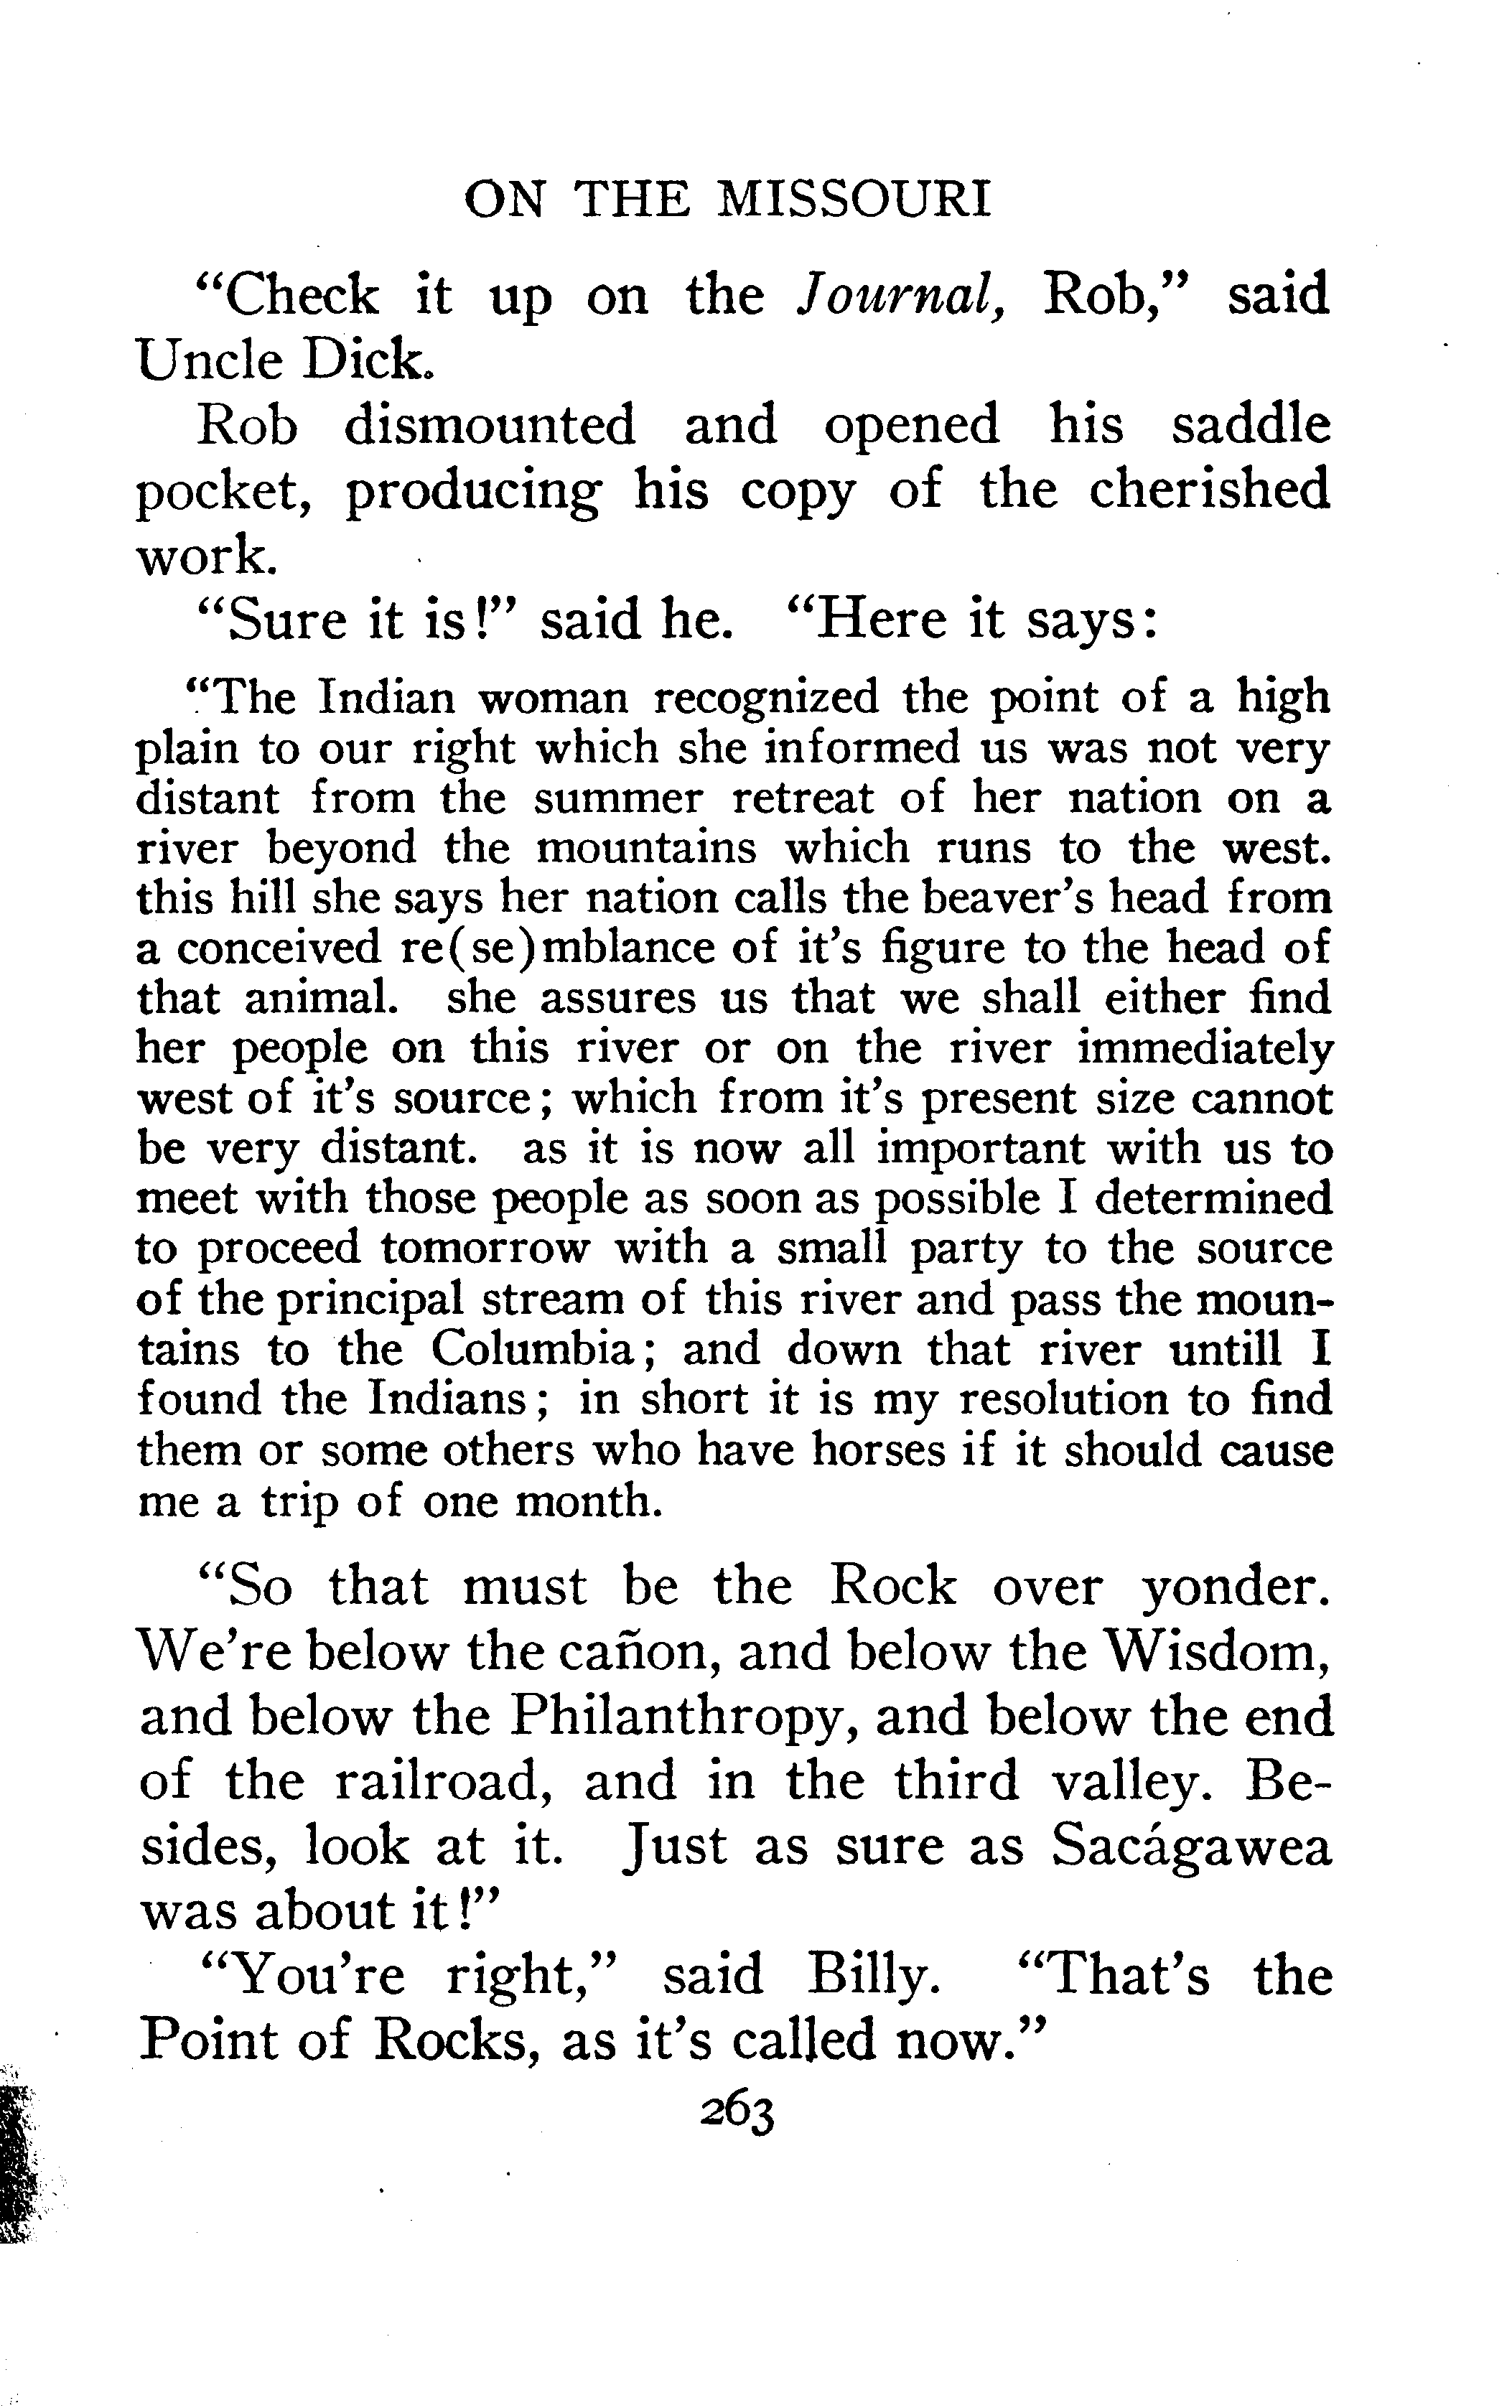 ON THE MISSOURI
“Check it up on the Journal, Rob,” said
Uncle Dick.
Rob dismounted and opened his saddle
pocket, producing his copy of the cherished
work.
“Sure it is!” said he. “Here it says:
“The Indian woman recognized the point of a high
plain to our right which she informed us was not very
distant from the summer retreat of her nation on a
river beyond the mountains which runs to the west.
this hill she says her nation calls the beaver’s head from
a conceived re(se)mblance of it’s figure to the head of
that animal. she assures us that we shall either find
her people on this river or on the river immediately
west of it’s source; which from it’s present size cannot
be very distant. as it is now all important with us to
meet with those people as soon as possible I determined
to proceed tomorrow with a small party to the source
of the principal stream of this river and pass the moun-
tains to the Columbia; and down that river untill I
found the Indians; in short it is my resolution to find
them or some others who have horses if it should cause
me a trip of one month.
“So that must be the Rock over yonder.
We’re below the cañon, and below the Wisdom,
and below the Philanthropy, and below the end
of the railroad, and in the third valley. Be-
sides, look at it. Just as sure as Sacágawea
was about it!”
“You’re right,” said Billy. “That’s the
Point of Rocks, as it’s called now.”
263